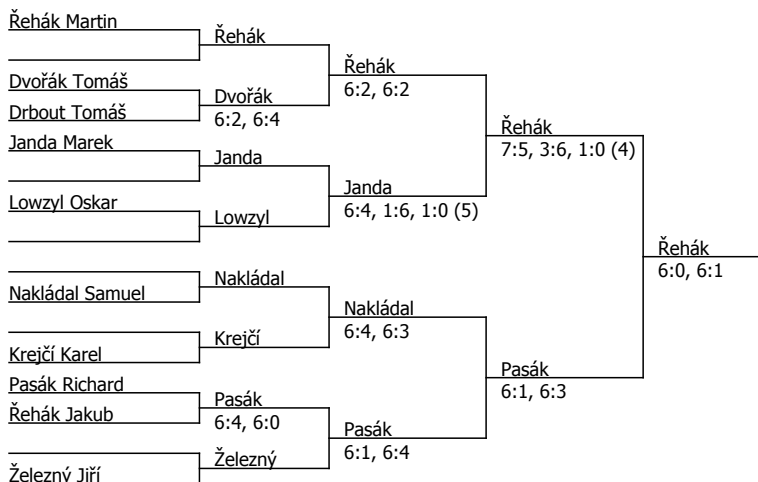 Řehák Martin
Řehák
Řehák
6:2, 6:2
Dvořák Tomáš
Dvořák
6:2, 6:4
Drbout Tomáš
Řehák
7:5, 3:6, 1:0 (4)
Janda Marek
Janda
Janda
6:4, 1:6, 1:0 (5)
Lowzyl Oskar
Lowzyl
Řehák
6:0, 6:1
Nakládal
Nakládal Samuel
Nakládal
6:4, 6:3
Krejčí
Krejčí Karel
Pasák
6:1, 6:3
Pasák Richard
Pasák
6:4, 6:0
Řehák Jakub
Pasák
6:1, 6:4
Železný
Železný Jiří